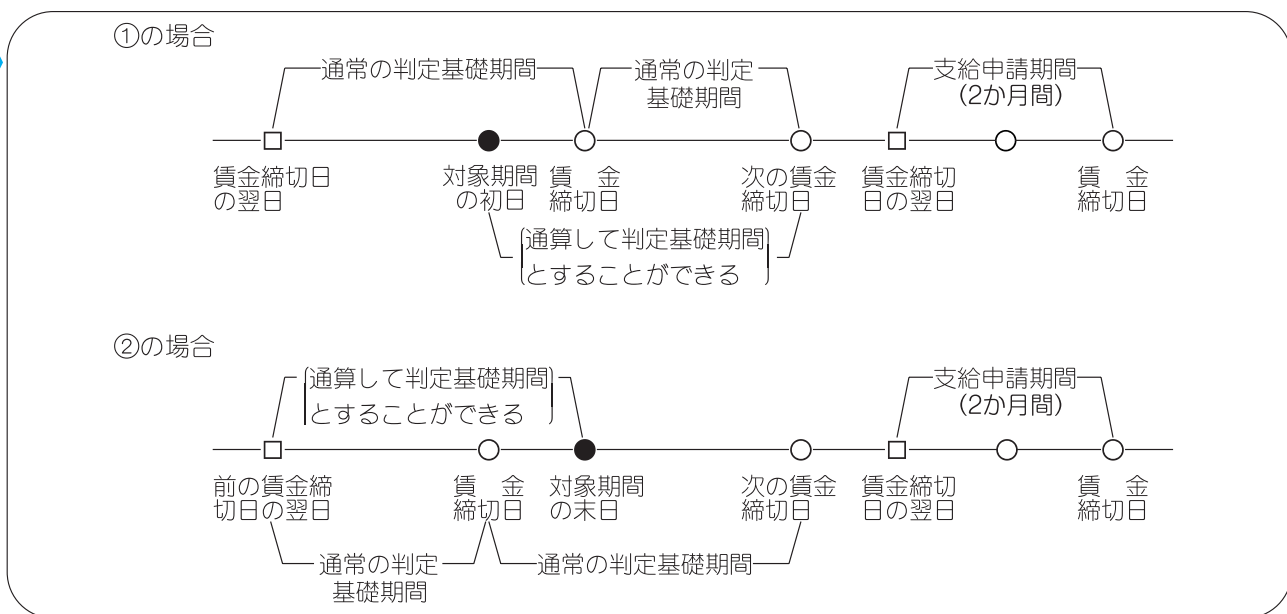 ①の場合
通常の判定基礎期間
通常の判定
基礎期間
支給申請期間
(2か月間)
賃金締切日
の翌日
対象期間
の初日
賃　金
締切日
次の賃金
締切日
賃金締切
日の翌日
賃　金
締切日
通算して判定基礎期間
とすることができる
②の場合
通算して判定基礎期間
とすることができる
支給申請期間
(2か月間)
前の賃金締
切日の翌日
賃　金
締切日
対象期間
の末日
次の賃金
締切日
賃金締切
日の翌日
賃　金
締切日
通常の判定
基礎期間
通常の判定基礎期間